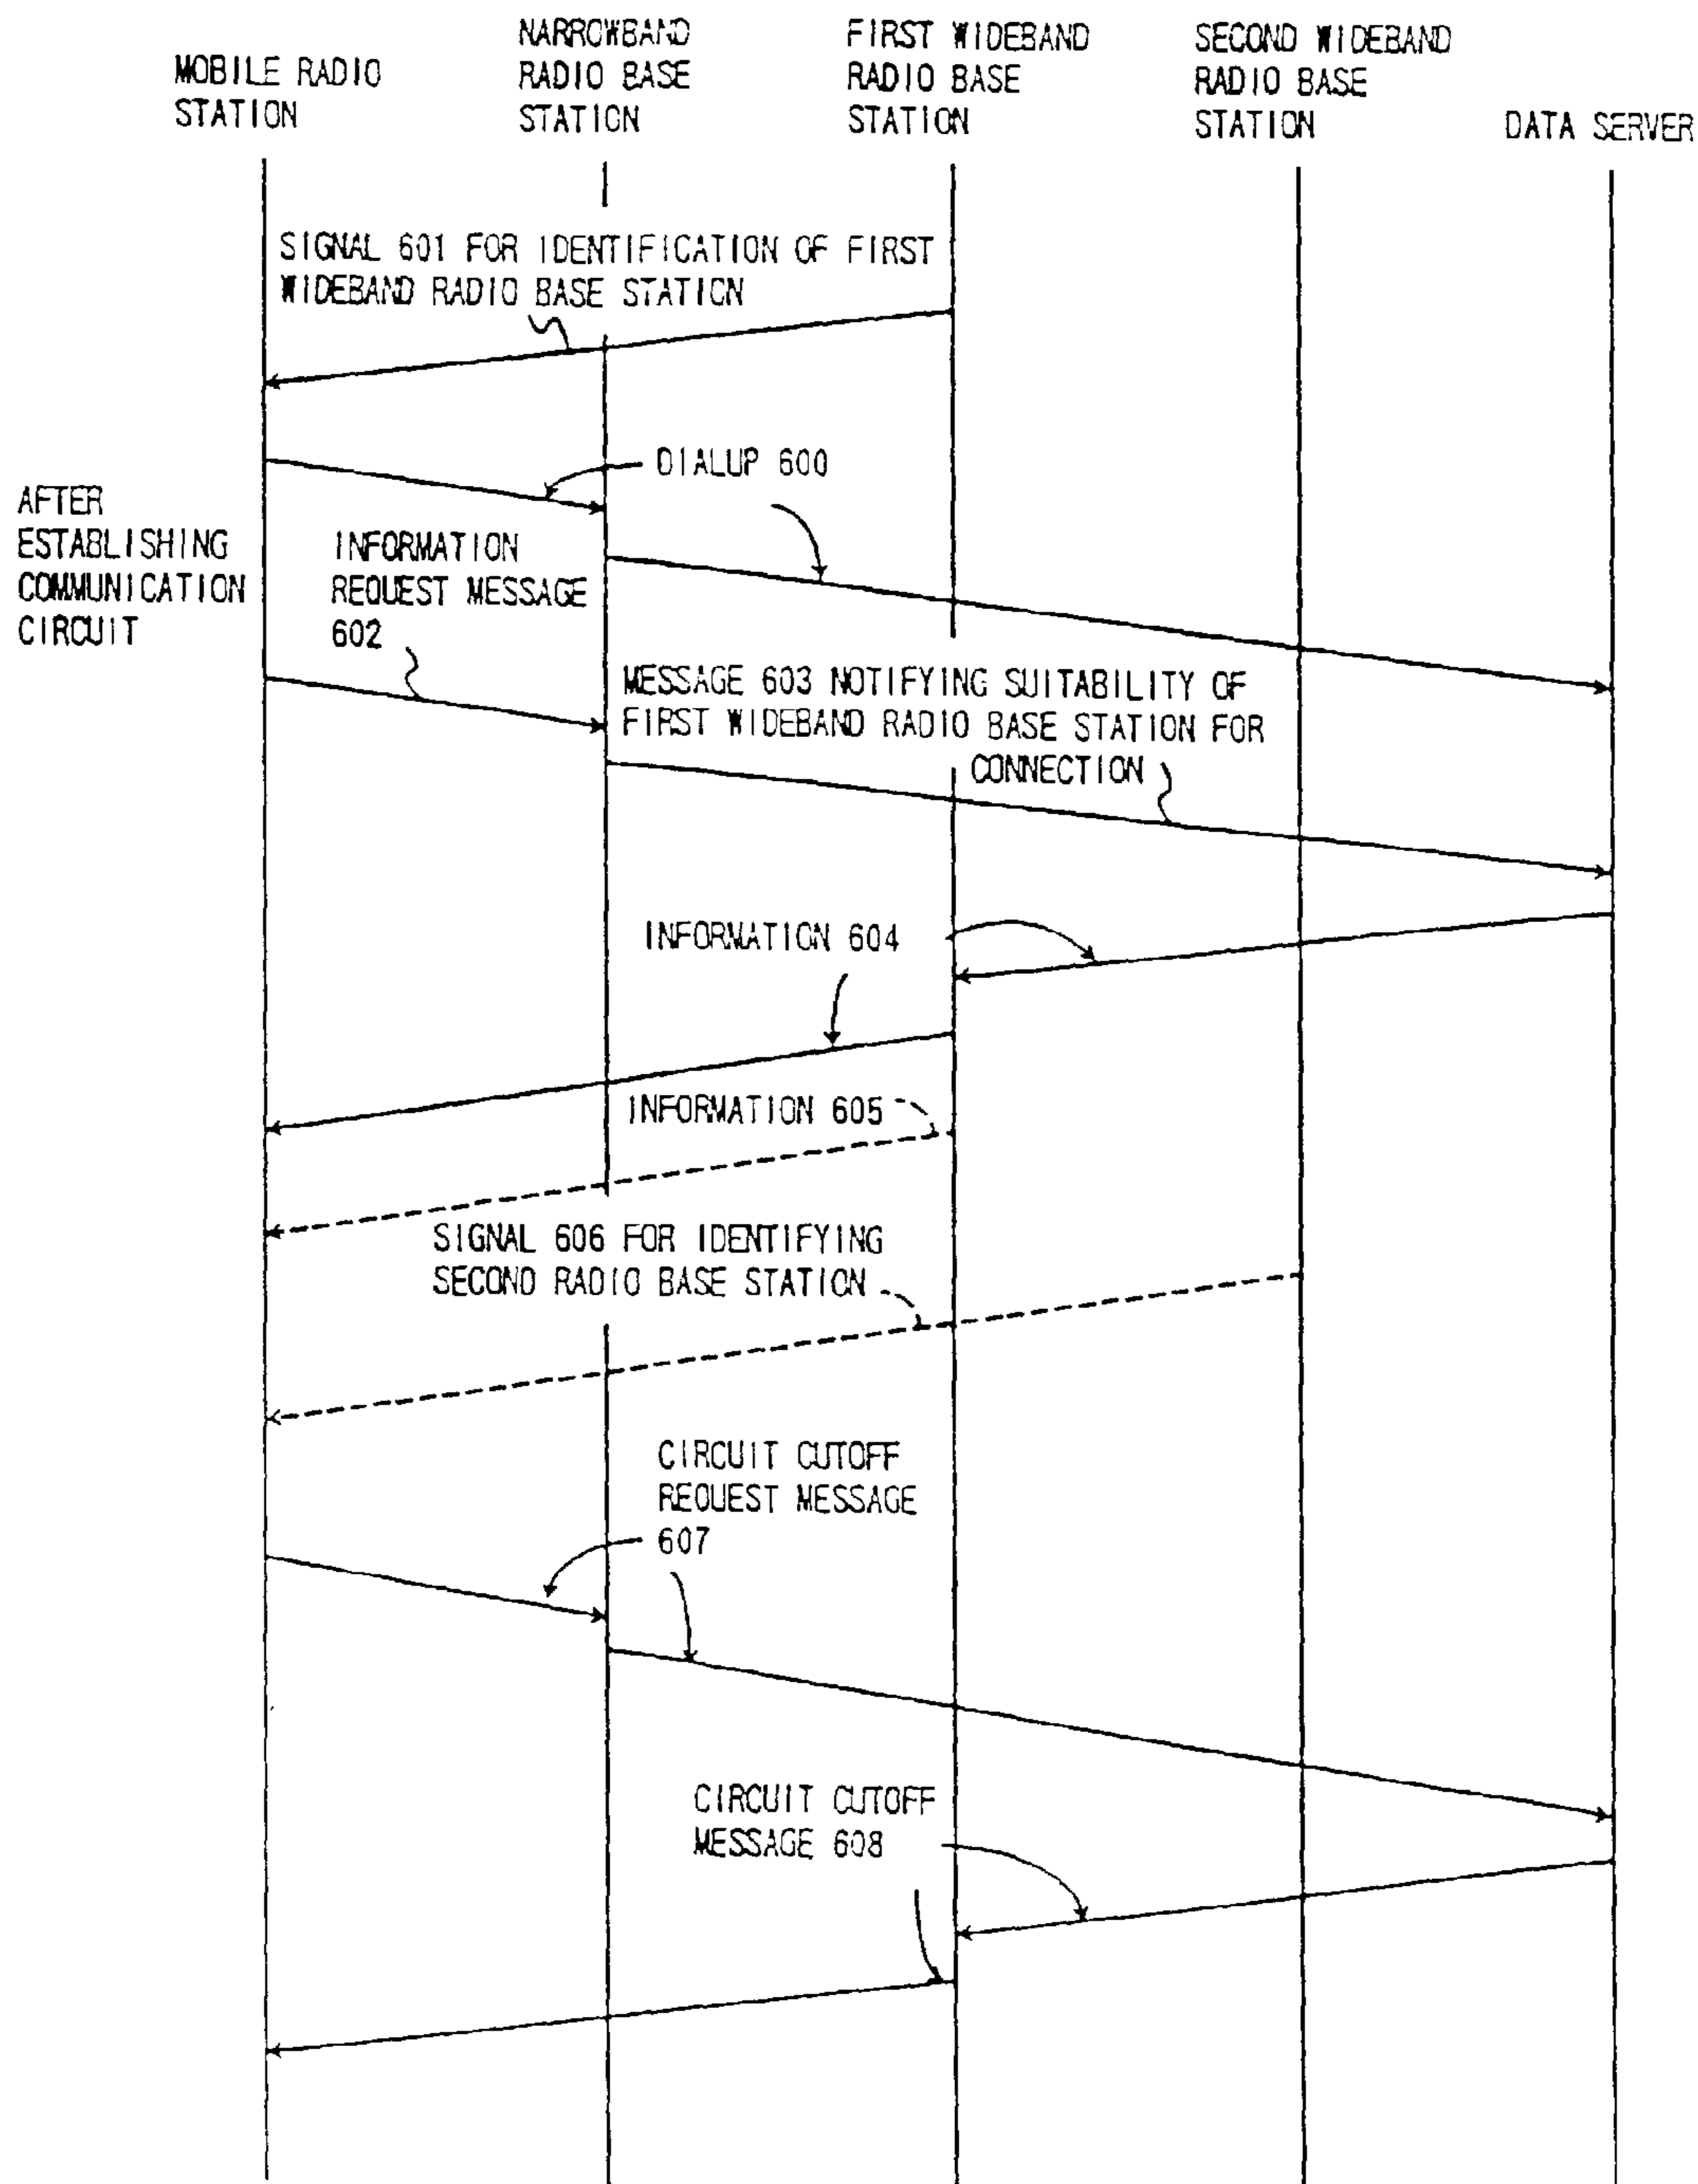 MOBILE RADIO
STATION
NARROWBAND
RADIO BASE
STATION
FIRST WIDEBAND
RADIO BASE
STATION
SECOND WIDEBAND
RADIO BASE
STATION
DATA SERVER
SIGNAL 601 FOR IDENTIFICATION OF FIRST
WIDEBAND RADIO BASE STATION
DIALUP 600
AFTER
ESTABLISHING
COMMUNICATION
CIRCUIT
INFORMATION
REQUEST MESSAGE
602
MESSAGE 603 NOTIFYING SUITABILITY OF
FIRST WIDEBAND RADIO BASE STATION FOR
CONNECTION
INFORMATION 604
INFORMATION 605
SIGNAL 606 FOR IDENTIFYING
SECOND RADIO BASE STATION
CIRCUIT CUTOFF
REQUEST MESSAGE
607
CIRCUIT CUTOFF
MESSAGE 608